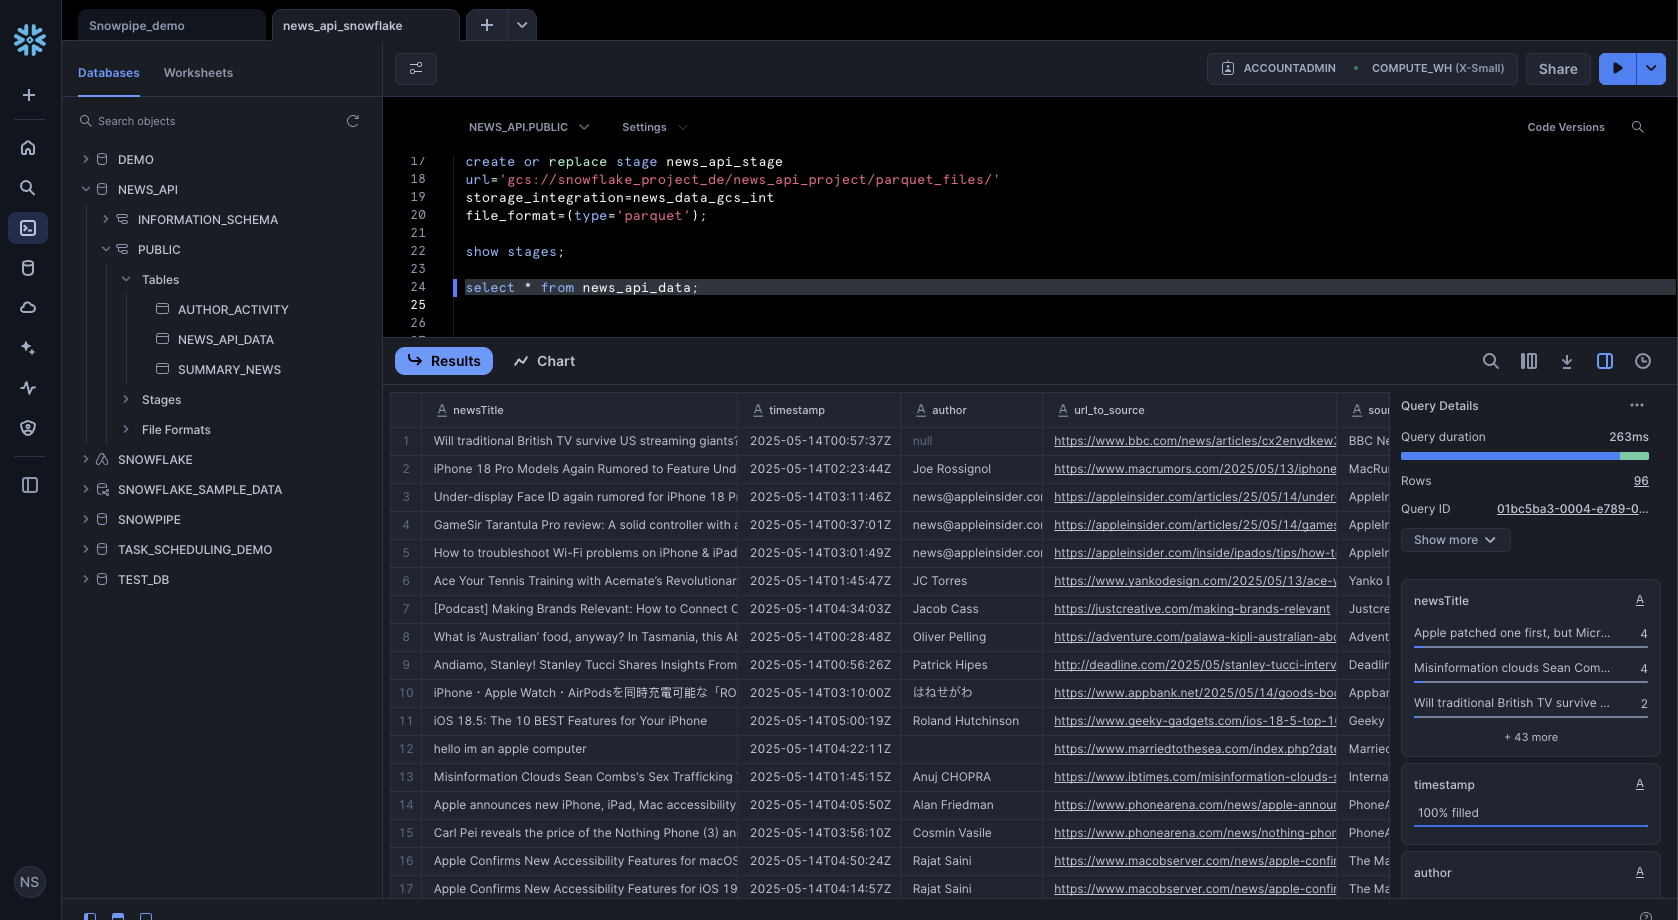 Snowpipe_demo
news_api_snowflake
Databases
Worksheets
ACCOUNTADMIN • COMPUTE_WH (X-Small)
Share
Search objects
DEMO
NEWS_API
INFORMATION_SCHEMA
PUBLIC
Tables
AUTHOR_ACTIVITY
NEWS_API_DATA
SUMMARY_NEWS
Stages
File Formats
SNOWFLAKE
SNOWFLAKE_SAMPLE_DATA
SNOWPIPE
TASK_SCHEDULING_DEMO
TEST_DB
NS
NEWS_API.PUBLIC
Settings
Code Versions
17 create or replace stage news_api_stage
18 url='gcs://snowflake_project_de/news_api_project/parquet_files/'
19 storage_integration=news_data_gcs_int
20 file_format=(type='parquet');
21
22 show stages;
23
24 select * from news_api_data;
25
26
Results
Chart
newsTitle timestamp author url_to_source sour
1 Will traditional British TV survive US streaming giants? 2025-05-14T00:57:37Z null https://www.bbc.com/news/articles/cx2enydkew3 BBC Ne
2 iPhone 18 Pro Models Again Rumored to Feature Und 2025-05-14T02:23:44Z Joe Rossignol https://www.macrumors.com/2025/05/13/iphone MacRu
3 Under-display Face ID again rumored for iPhone 18 P 2025-05-14T03:11:46Z news@appleinsider.co https://appleinsider.com/articles/25/05/14/under- AppleIn
4 GameSir Tarantula Pro review: A solid controller with a 2025-05-14T00:37:01Z news@appleinsider.co https://appleinsider.com/articles/25/05/14/games AppleIn
5 How to troubleshoot Wi-Fi problems on iPhone & iPad 2025-05-14T03:01:49Z news@appleinsider.co https://appleinsider.com/inside/ipados/tips/how-t AppleIn
6 Ace Your Tennis Training with Acemate's Revolutionar 2025-05-14T01:45:47Z JC Torres https://www.yankodesign.com/2025/05/13/ace-y Yanko
7 [Podcast] Making Brands Relevant: How to Connect C 2025-05-14T04:34:03Z Jacob Cass https://justcreative.com/making-brands-relevant Justcre
8 What is ‘Australian’ food, anyway? In Tasmania, this Ab 2025-05-14T00:28:48Z Oliver Pelling https://adventure.com/palawa-kipli-australian-abo Advent
9 Andiamo, Stanley! Stanley Tucci Shares Insights From 2025-05-14T00:56:26Z Patrick Hipes http://deadline.com/2025/05/stanley-tucci-interv Deadlin
10 iPhone・Apple Watch・AirPodsを同時充電可能な「RO 2025-05-14T03:10:00Z はねせがわ https://www.appbank.net/2025/05/14/goods-boo Appban
11 iOS 18.5: The 10 BEST Features for Your iPhone 2025-05-14T05:00:19Z Roland Hutchinson https://www.geeky-gadgets.com/ios-18-5-top-1 Geeky
12 hello im an apple computer 2025-05-14T04:22:11Z https://www.marriedtothesea.com/index.php?date Married
13 Misinformation Clouds Sean Combs's Sex Trafficking 2025-05-14T01:45:15Z Anuj CHOPRA https://www.ibtimes.com/misinformation-clouds-s Interna
14 Apple announces new iPhone, iPad, Mac accessibility 2025-05-14T04:05:50Z Alan Friedman https://www.phonearena.com/news/apple-annou PhoneA
15 Carl Pei reveals the price of the Nothing Phone (3) an 2025-05-14T03:56:10Z Cosmin Vasile https://www.phonearena.com/news/nothing-phon PhoneA
16 Apple Confirms New Accessibility Features for macOS 2025-05-14T04:50:24Z Rajat Saini https://www.macobserver.com/news/apple-confir The Ma
17 Apple Confirms New Accessibility Features for iOS 19 2025-05-14T04:14:57Z Rajat Saini https://www.macobserver.com/news/apple-confir The Ma
Query Details
Query duration 263ms
Rows 96
Query ID 01bc5ba3-0004-e789-0...
Show more
newsTitle
Apple patched one first, but Micr... 4
Misinformation clouds Sean Com... 4
Will traditional British TV survive ... 2
+ 43 more
timestamp
100% filled
author